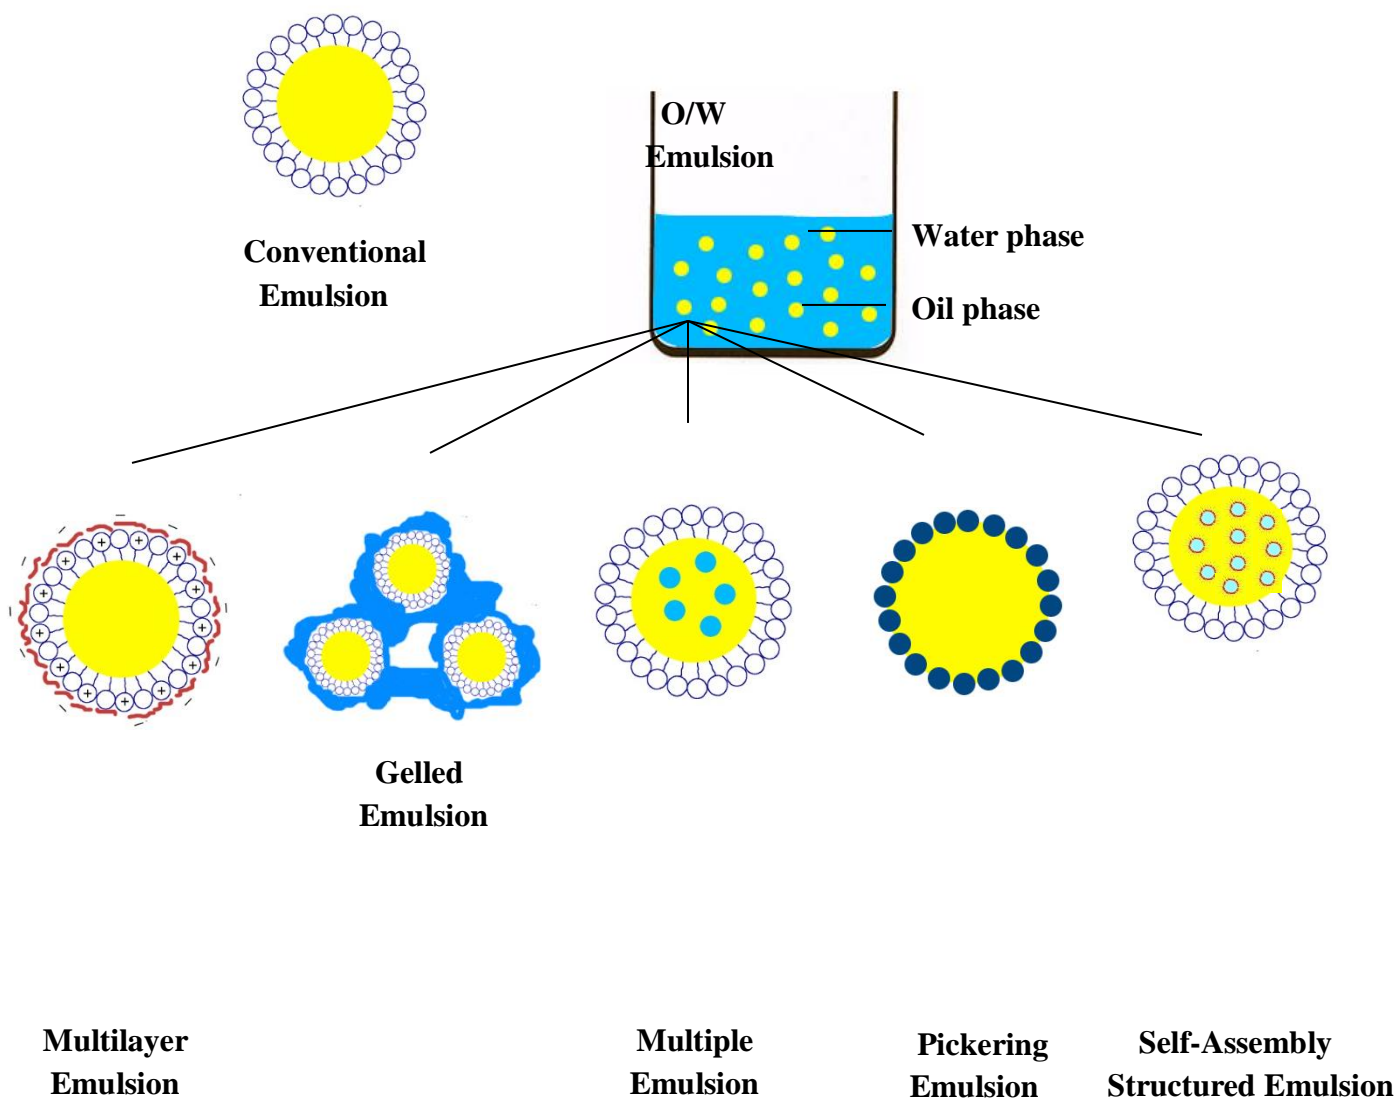 O/W
Emulsion
Water phase
Conventional
Emulsion
Oil phase
Gelled
Emulsion
Multilayer
Emulsion
Multiple
Emulsion
Pickering
Emulsion
Self-Assembly
Structured Emulsion